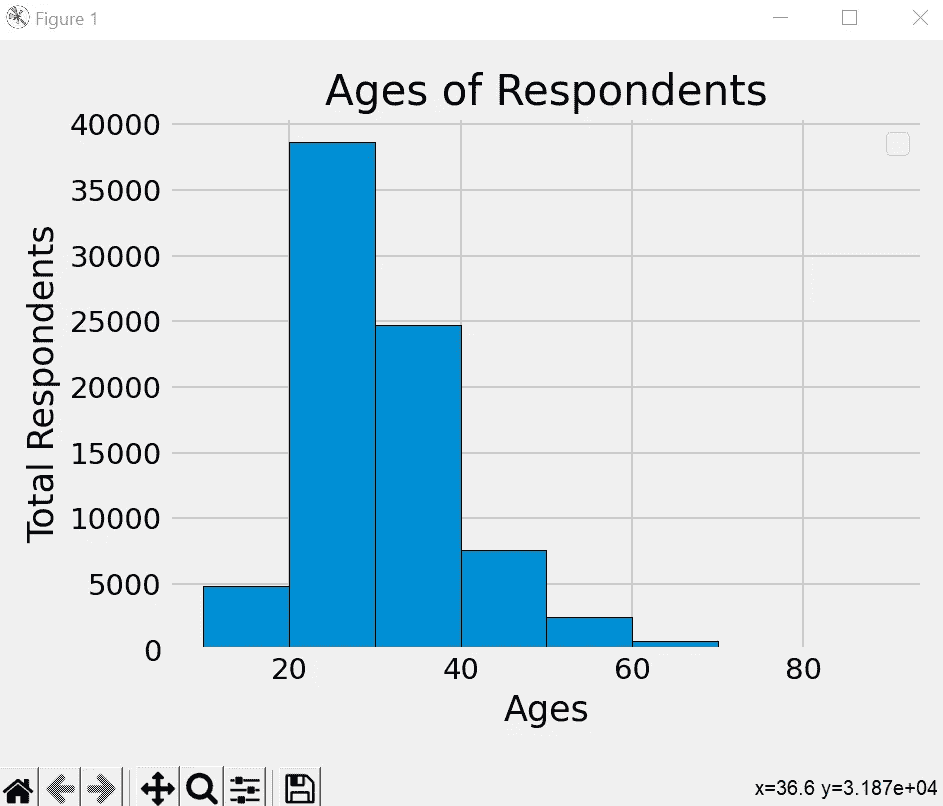 Figure 1
Ages of Respondents
40000
35000
30000
25000
20000
15000
10000
5000
0
Total Respondents
20 40 60 80
Ages
x=36.6 y=3.187e+04